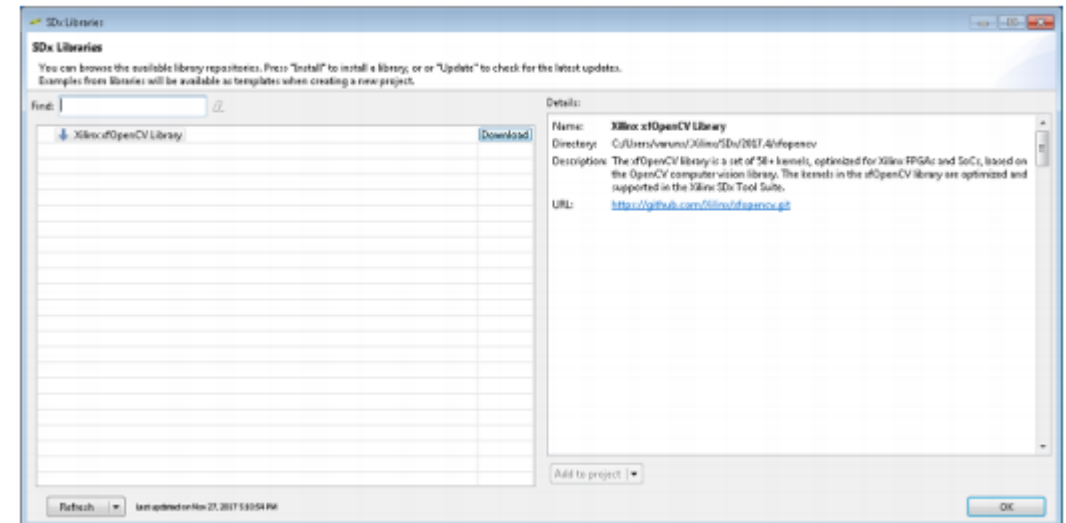 SDx Libraries
SDx Libraries
You can browse the available library repositories. Press "Install" to install a library; or or "Update" to check for the latest updates.
Examples from libraries will be available as templates when creating a new project.
Find:
Xilinx xfOpenCV Library
Download
Refresh
Last updated on Nov 27, 2017 5:10:54 PM
Details:
Name: Xilinx xfOpenCV Library
Directory: C:/Users/varuns/.Xilinx/SDx/2017.4/xfopencv
Description: The xfOpenCV library is a set of 50+ kernels, optimized for Xilinx FPGAs and SoCs, based on
the OpenCV computer vision library. The kernels in the xfOpenCV library are optimized and
supported in the Xilinx SDx Tool Suite.
URL: https://github.com/Xilinx/xfopencv.git
Add to project
OK